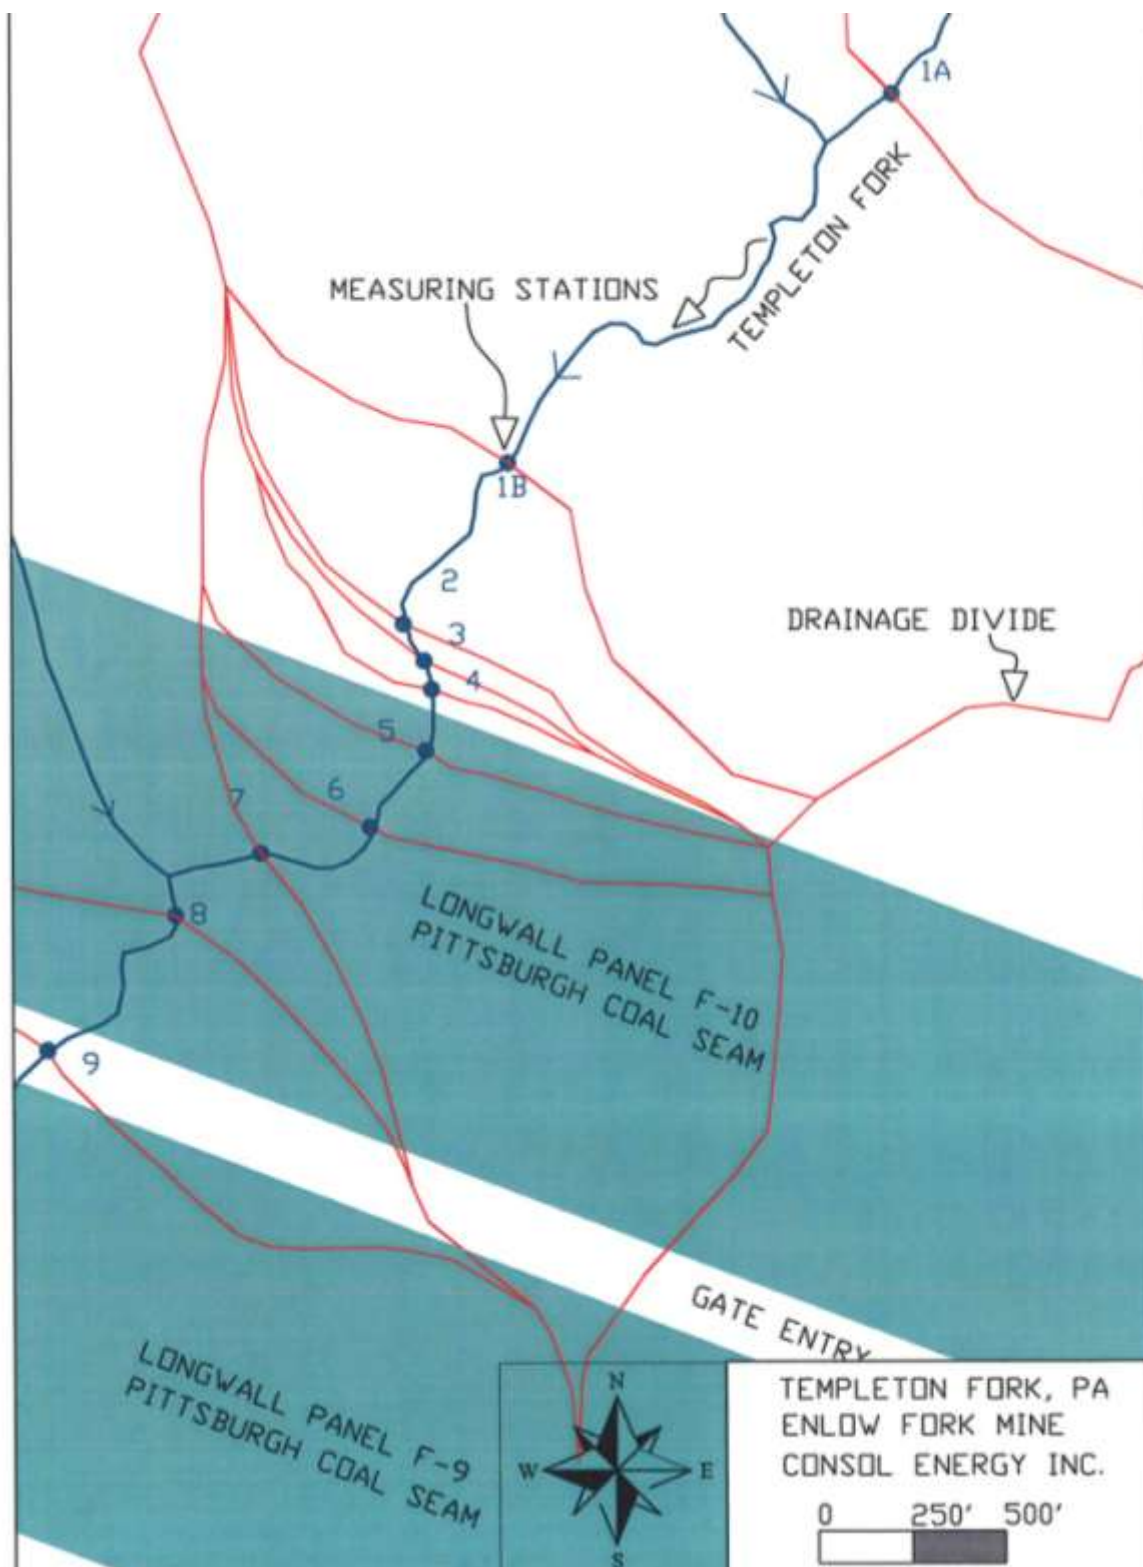 1A
TEMPLETON FORK
MEASURING STATIONS
1B
2
3
DRAINAGE DIVIDE
4
5
6
7
8
LONGWALL PANEL F-10
PITTSBURGH COAL SEAM
9
GATE ENTRY
LONGWALL PANEL F-9
PITTSBURGH COAL SEAM
N
W
E
S
TEMPLETON FORK, PA
ENLOW FORK MINE
CONSOL ENERGY INC.
0 250' 500'